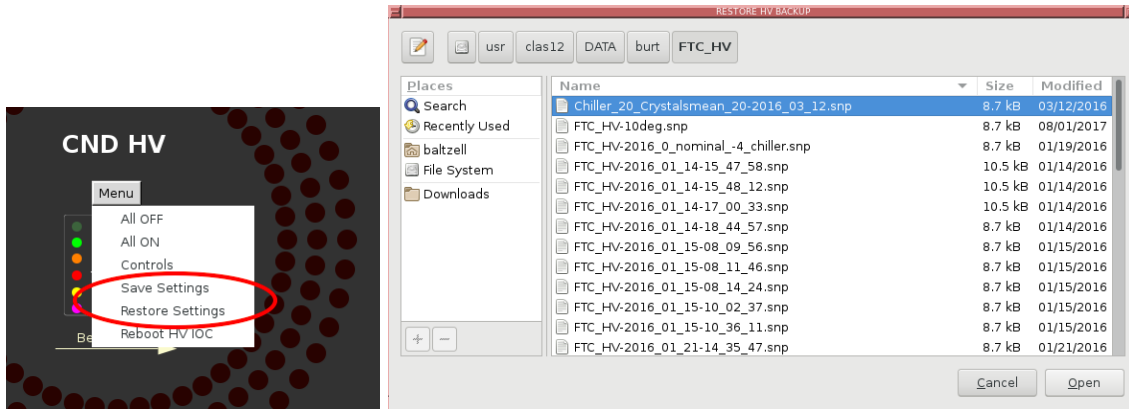 CND HV
Menu
All OFF
All ON
Controls
Save Settings
Restore Settings
Reboot HV IOC
Be
RESTORE HV BACKUP
usr clas12 DATA burt FTC_HV
Places
Search
Recently Used
baltzell
File System
Downloads
Name Size Modified
Chiller_20_Crystalsmean_20-2016_03_12.snp 8.7 kB 03/12/2016
FTC_HV-10deg.snp 8.7 kB 08/01/2017
FTC_HV-2016_0_nominal_-4_chiller.snp 8.7 kB 01/19/2016
FTC_HV-2016_01_14-15_47_58.snp 10.5 kB 01/14/2016
FTC_HV-2016_01_14-15_48_12.snp 10.5 kB 01/14/2016
FTC_HV-2016_01_14-17_00_33.snp 10.5 kB 01/14/2016
FTC_HV-2016_01_14-18_44_57.snp 8.7 kB 01/14/2016
FTC_HV-2016_01_15-08_09_56.snp 8.7 kB 01/15/2016
FTC_HV-2016_01_15-08_11_46.snp 8.7 kB 01/15/2016
FTC_HV-2016_01_15-08_14_24.snp 8.7 kB 01/15/2016
FTC_HV-2016_01_15-10_02_37.snp 8.7 kB 01/15/2016
FTC_HV-2016_01_15-10_36_11.snp 8.7 kB 01/15/2016
FTC_HV-2016_01_21-14_35_47.snp 8.7 kB 01/21/2016
Cancel Open